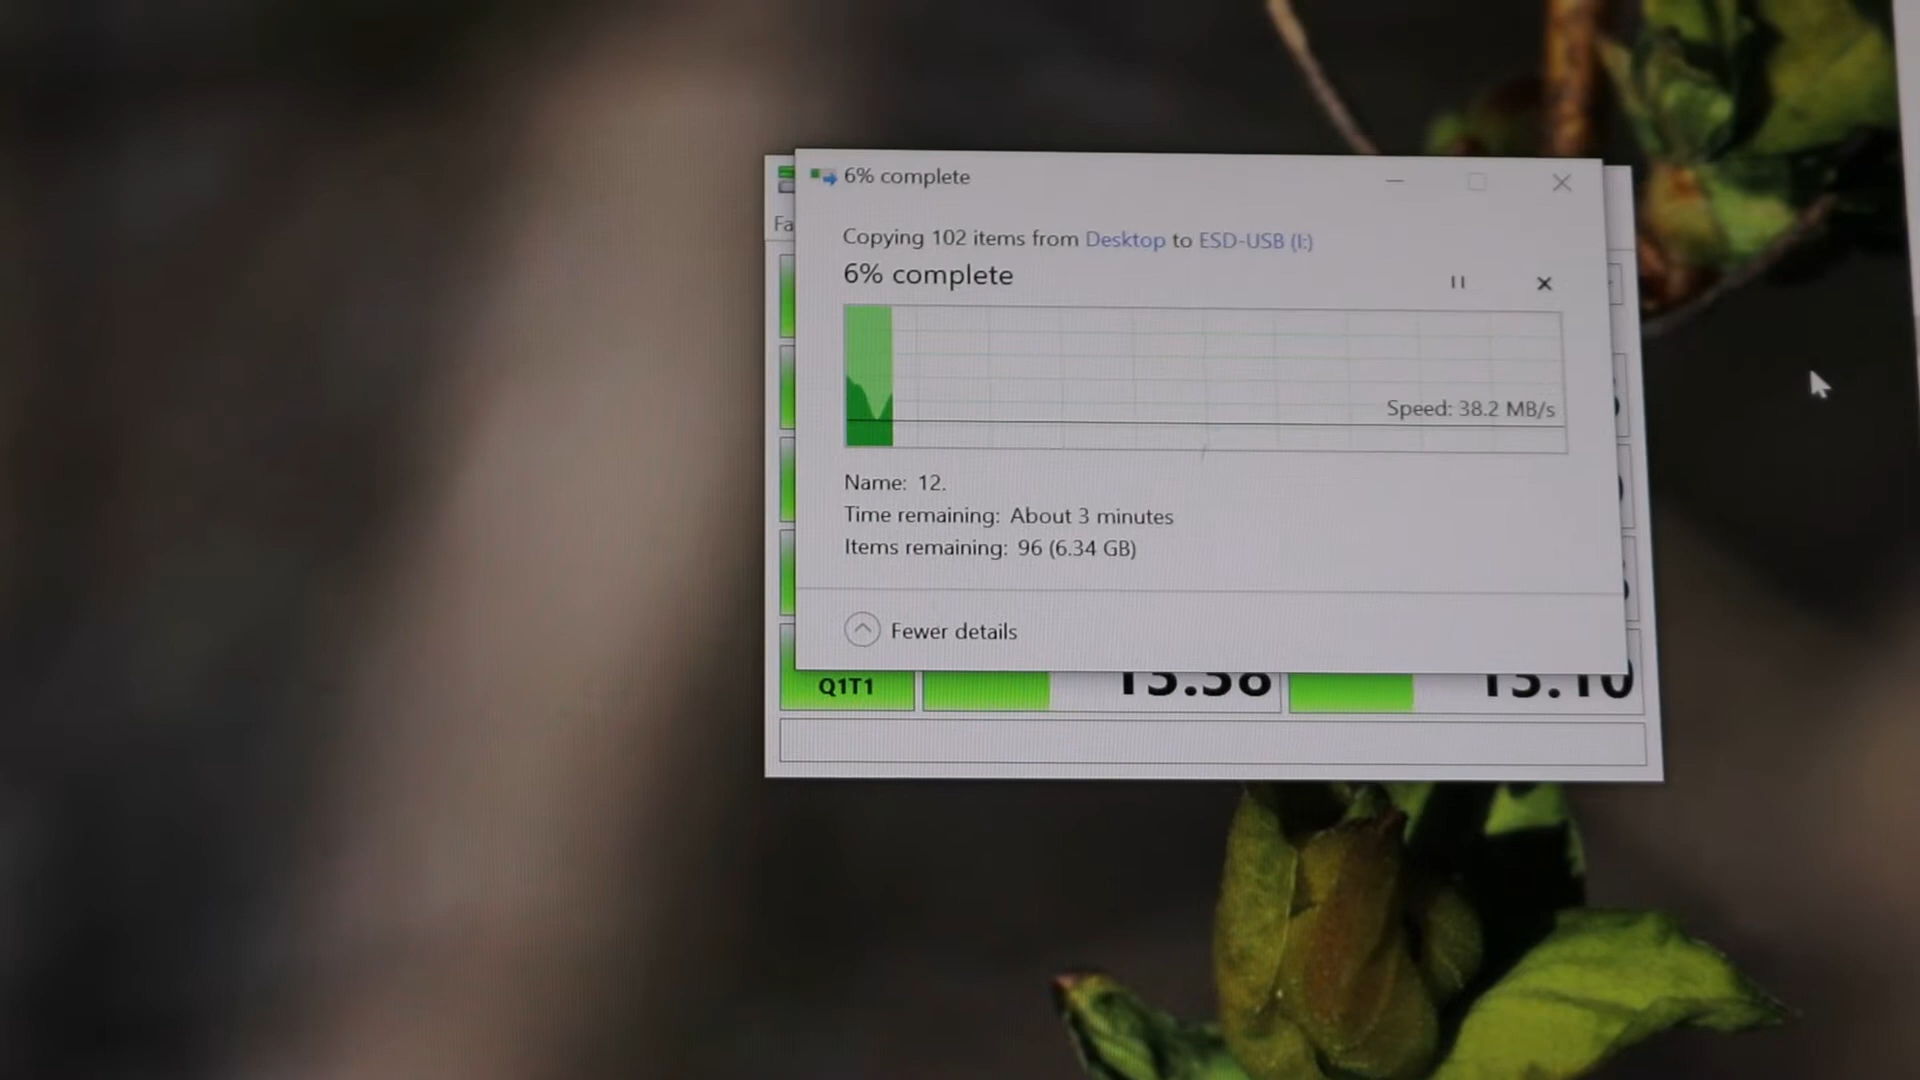 6% complete
Fa
Copying 102 items from Desktop to ESD-USB (I:)
6% complete
Speed: 38.2 MB/s
Name: 12.
Time remaining: About 3 minutes
Items remaining: 96 (6.34 GB)
Fewer details
Q1T1